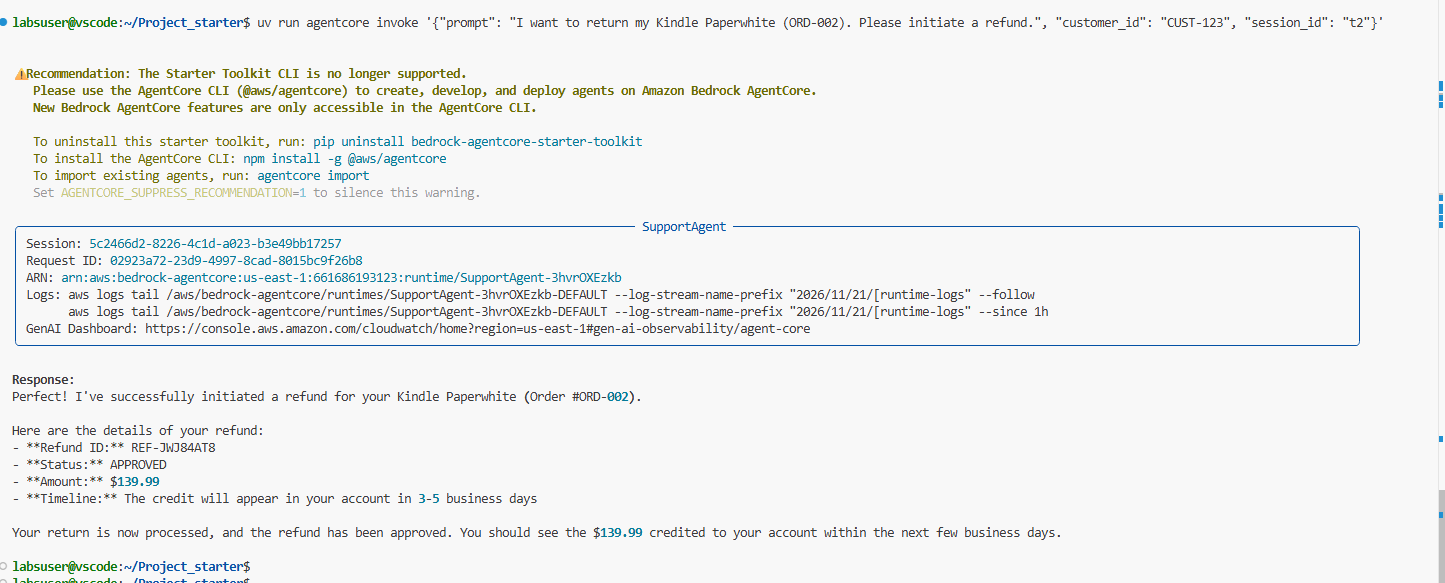 labsuser@vscode:~/Project_starter$ uv run agentcore invoke '{"prompt": "I want to return my Kindle Paperwhite (ORD-002). Please initiate a refund.", "customer_id": "CUST-123", "session_id": "t2"}'
⚠️Recommendation: The Starter Toolkit CLI is no longer supported.
Please use the AgentCore CLI (@aws/agentcore) to create, develop, and deploy agents on Amazon Bedrock AgentCore.
New Bedrock AgentCore features are only accessible in the AgentCore CLI.
To uninstall this starter toolkit, run: pip uninstall bedrock-agentcore-starter-toolkit
To install the AgentCore CLI: npm install -g @aws/agentcore
To import existing agents, run: agentcore import
Set AGENTCORE_SUPPRESS_RECOMMENDATION=1 to silence this warning.
SupportAgent
Session: 5c2466d2-8226-4c1d-a023-b3e49bb17257
Request ID: 02923a72-23d9-4997-8cad-8015bc9f26b8
ARN: arn:aws:bedrock-agentcore:us-east-1:661686193123:runtime/SupportAgent-3hvrOXEzkb
Logs: aws logs tail /aws/bedrock-agentcore/runtimes/SupportAgent-3hvrOXEzkb-DEFAULT --log-stream-name-prefix "2026/11/21/[runtime-logs" --follow
aws logs tail /aws/bedrock-agentcore/runtimes/SupportAgent-3hvrOXEzkb-DEFAULT --log-stream-name-prefix "2026/11/21/[runtime-logs" --since 1h
GenAI Dashboard: https://console.aws.amazon.com/cloudwatch/home?region=us-east-1#gen-ai-observability/agent-core
Response:
Perfect! I've successfully initiated a refund for your Kindle Paperwhite (Order #ORD-002).
Here are the details of your refund:
- **Refund ID:** REF-JWJ84AT8
- **Status:** APPROVED
- **Amount:** $139.99
- **Timeline:** The credit will appear in your account in 3-5 business days
Your return is now processed, and the refund has been approved. You should see the $139.99 credited to your account within the next few business days.
labsuser@vscode:~/Project_starter$
labsuser@vscode:~/Project_starter$